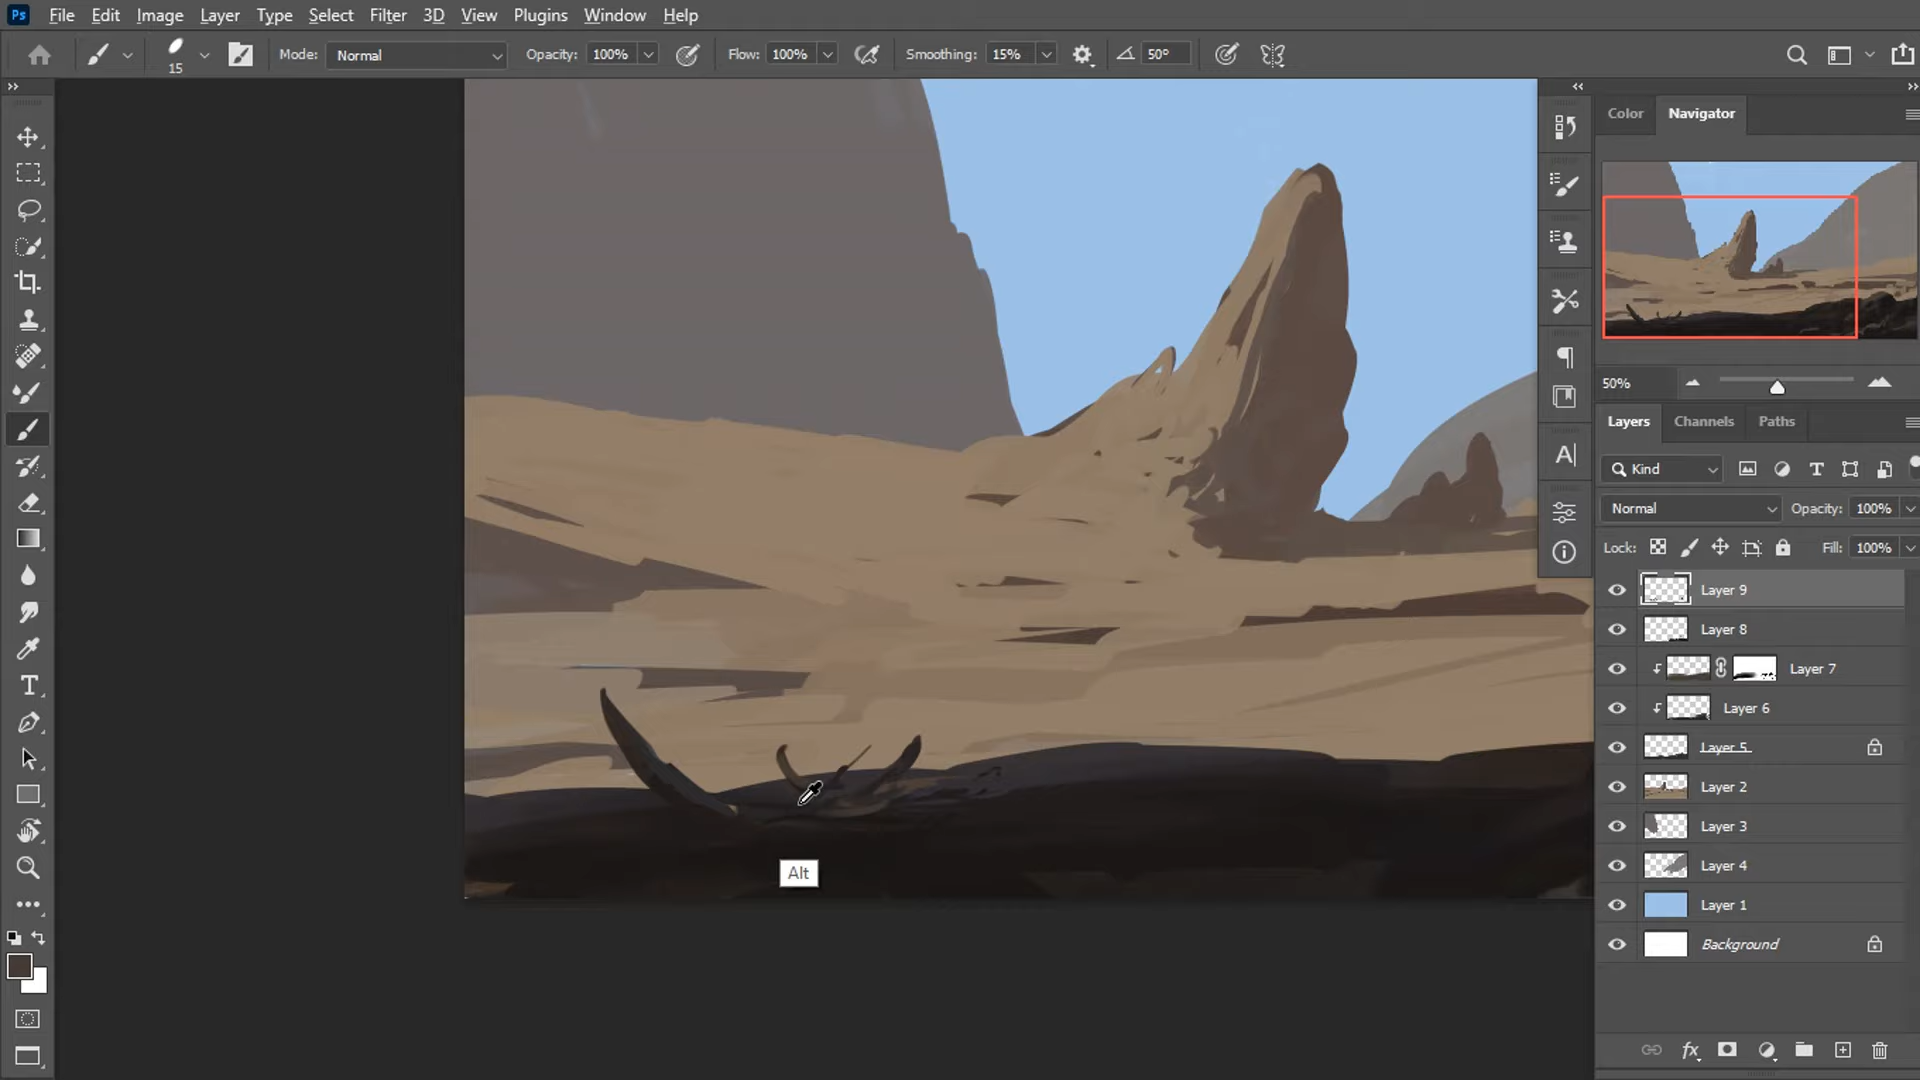 Ps File Edit Image Layer Type Select Filter 3D View Plugins Window Help
15 Mode: Normal Opacity: 100% Flow: 100% Smoothing: 15% 50°
Color Navigator
50%
Layers Channels Paths
Kind
Normal Opacity: 100%
Lock: Fill: 100%
Layer 9
Layer 8
Layer 7
Layer 6
Layer 5
Layer 2
Layer 3
Layer 4
Layer 1
Background
Alt